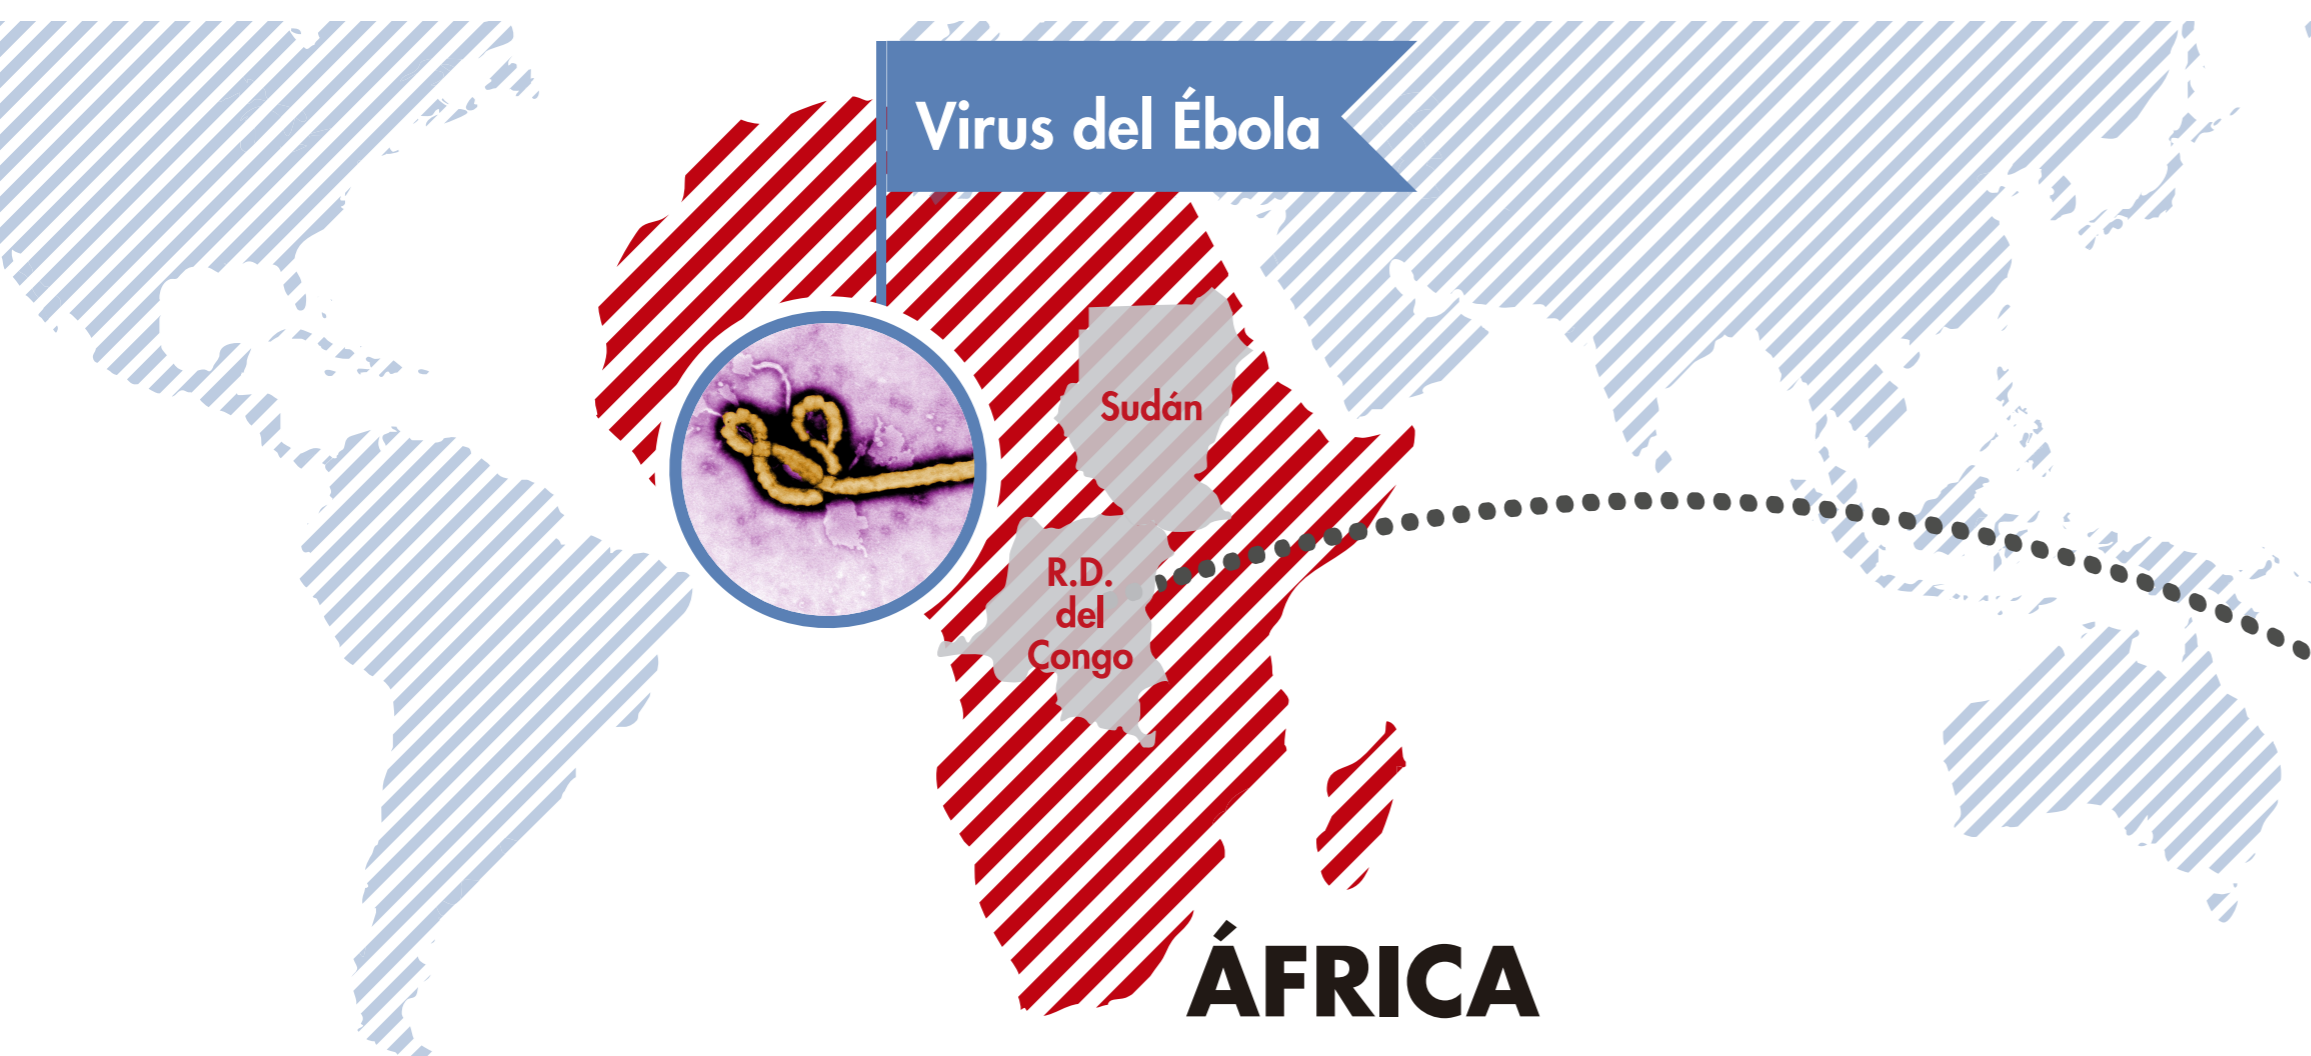 Virus del Ébola
Sudán
R.D.
del
Congo
ÁFRICA